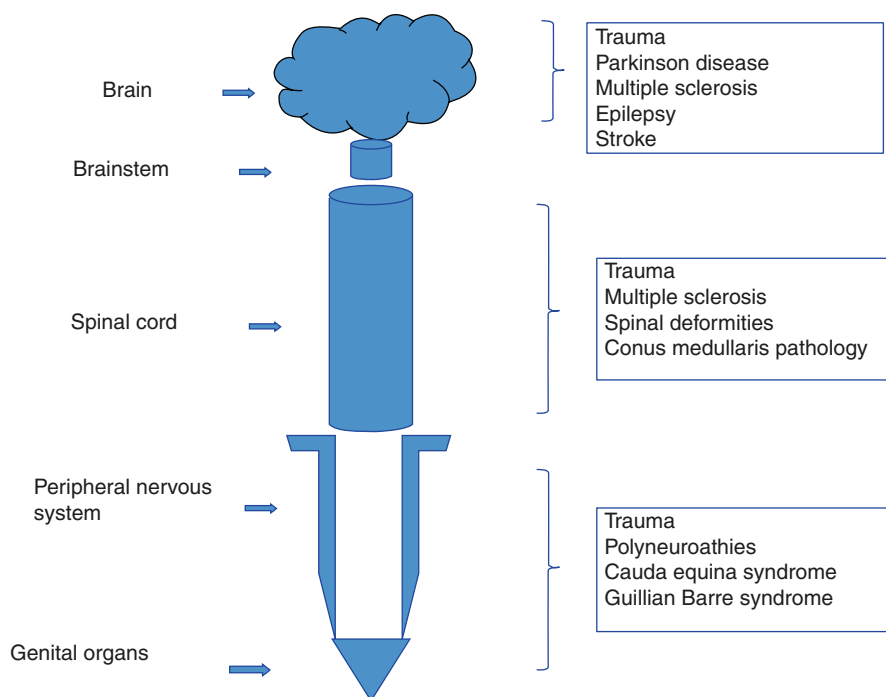 Brain
Brainstem
Spinal cord
Peripheral nervous
system
Genital organs
Trauma
Parkinson disease
Multiple sclerosis
Epilepsy
Stroke
Trauma
Multiple sclerosis
Spinal deformities
Conus medullaris pathology
Trauma
Polyneuroathies
Cauda equina syndrome
Guillian Barre syndrome